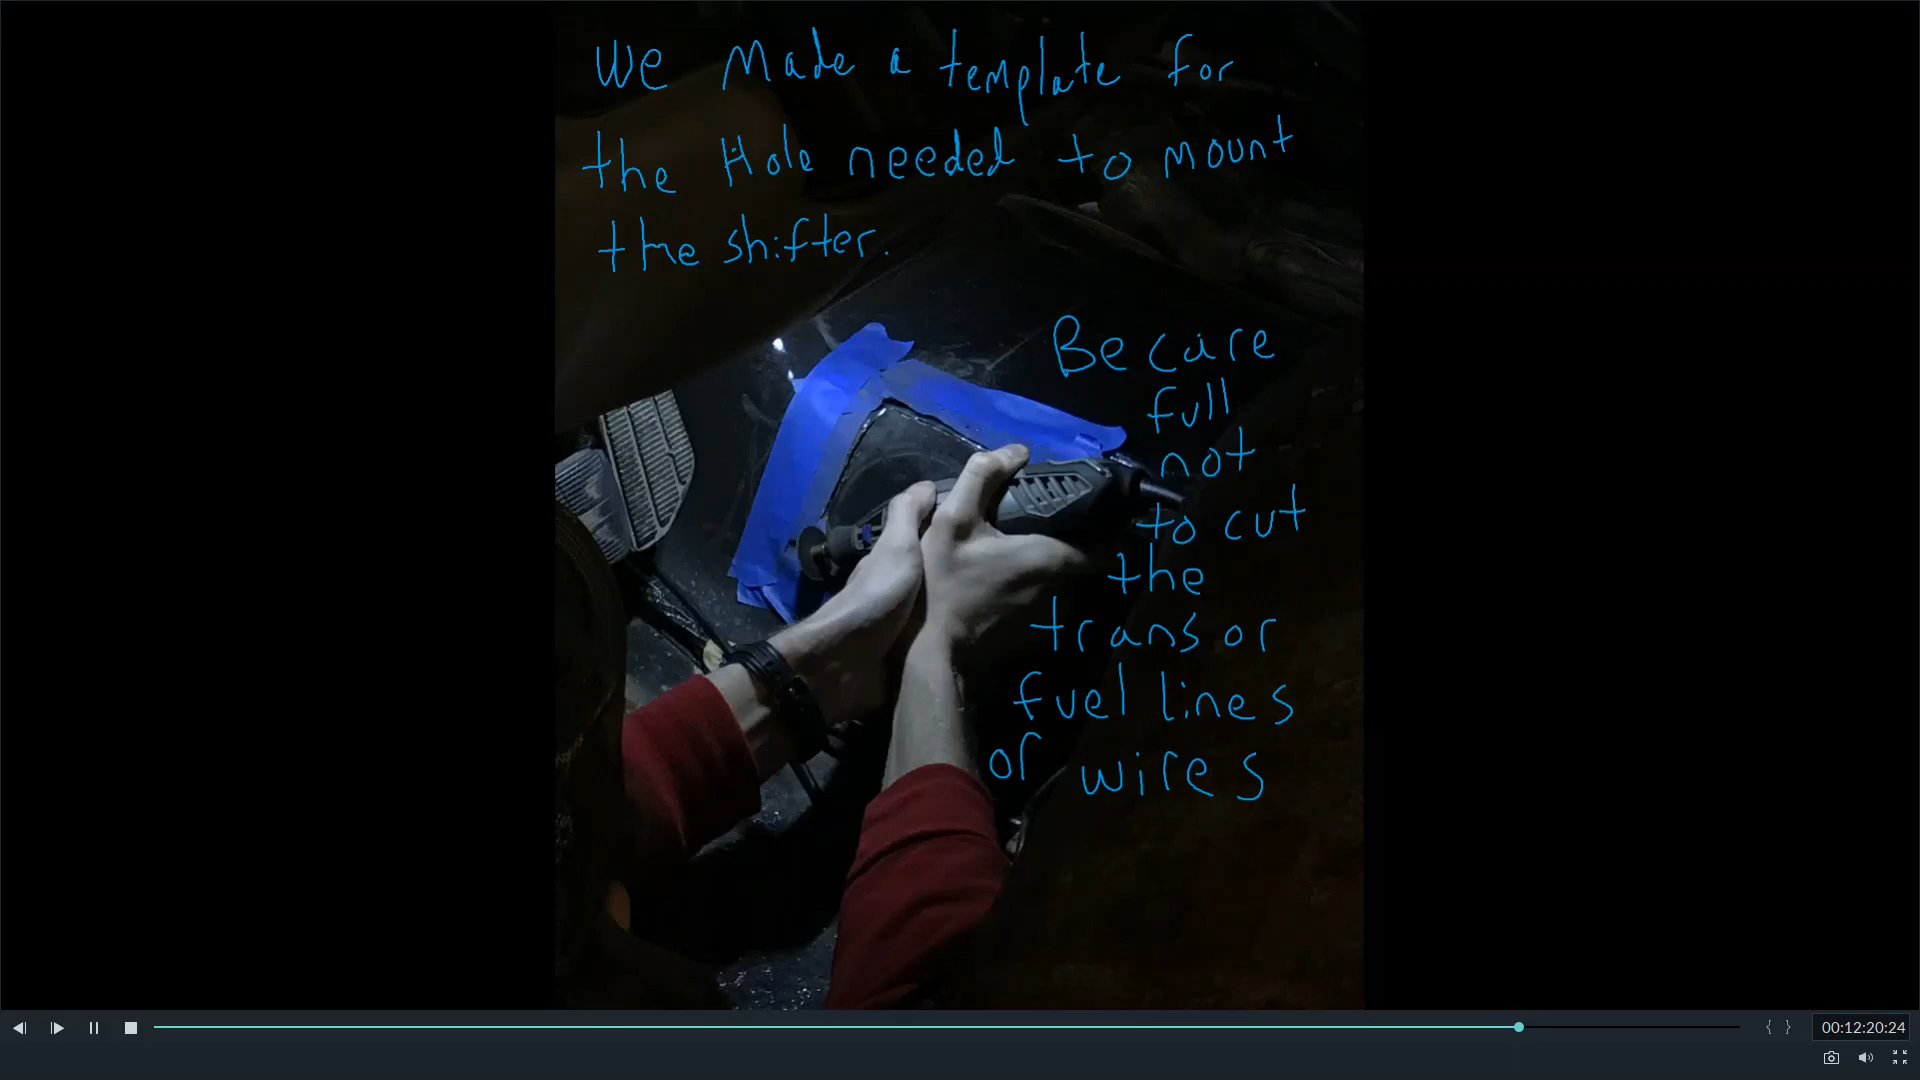 We Made a template for
the Hole needed to mount
the shifter.
Be care
full
not
to cut
the
trans or
fuel lines
or wires
{ }
00:12:20:24